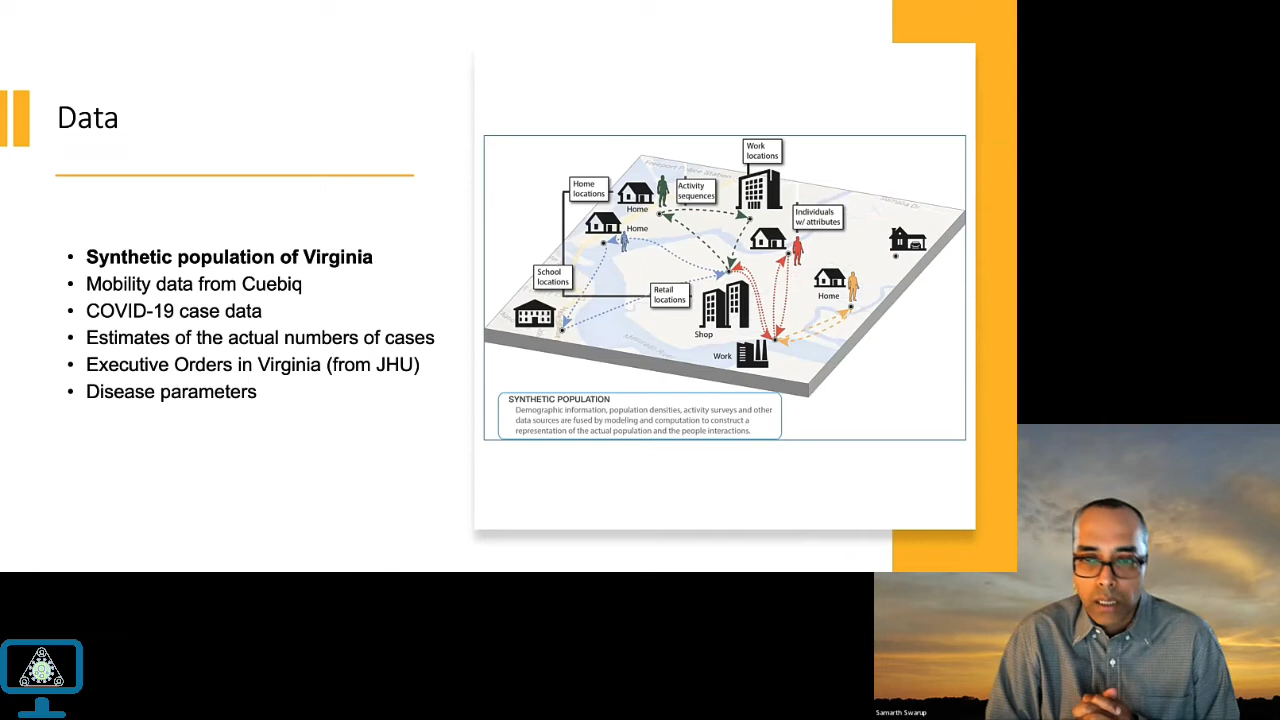 Data
• Synthetic population of Virginia
• Mobility data from Cuebiq
• COVID-19 case data
• Estimates of the actual numbers of cases
• Executive Orders in Virginia (from JHU)
• Disease parameters
Work
locations
Home
locations
Activity
sequences
Home
Home
Individuals
w/ attributes
School
locations
Retail
locations
Home
Shop
Work
SYNTHETIC POPULATION
Demographic information, population densities, activity surveys and other
data sources are fused by modeling and computation to construct a
representation of the actual population and the people interactions.
Samarth Swarup